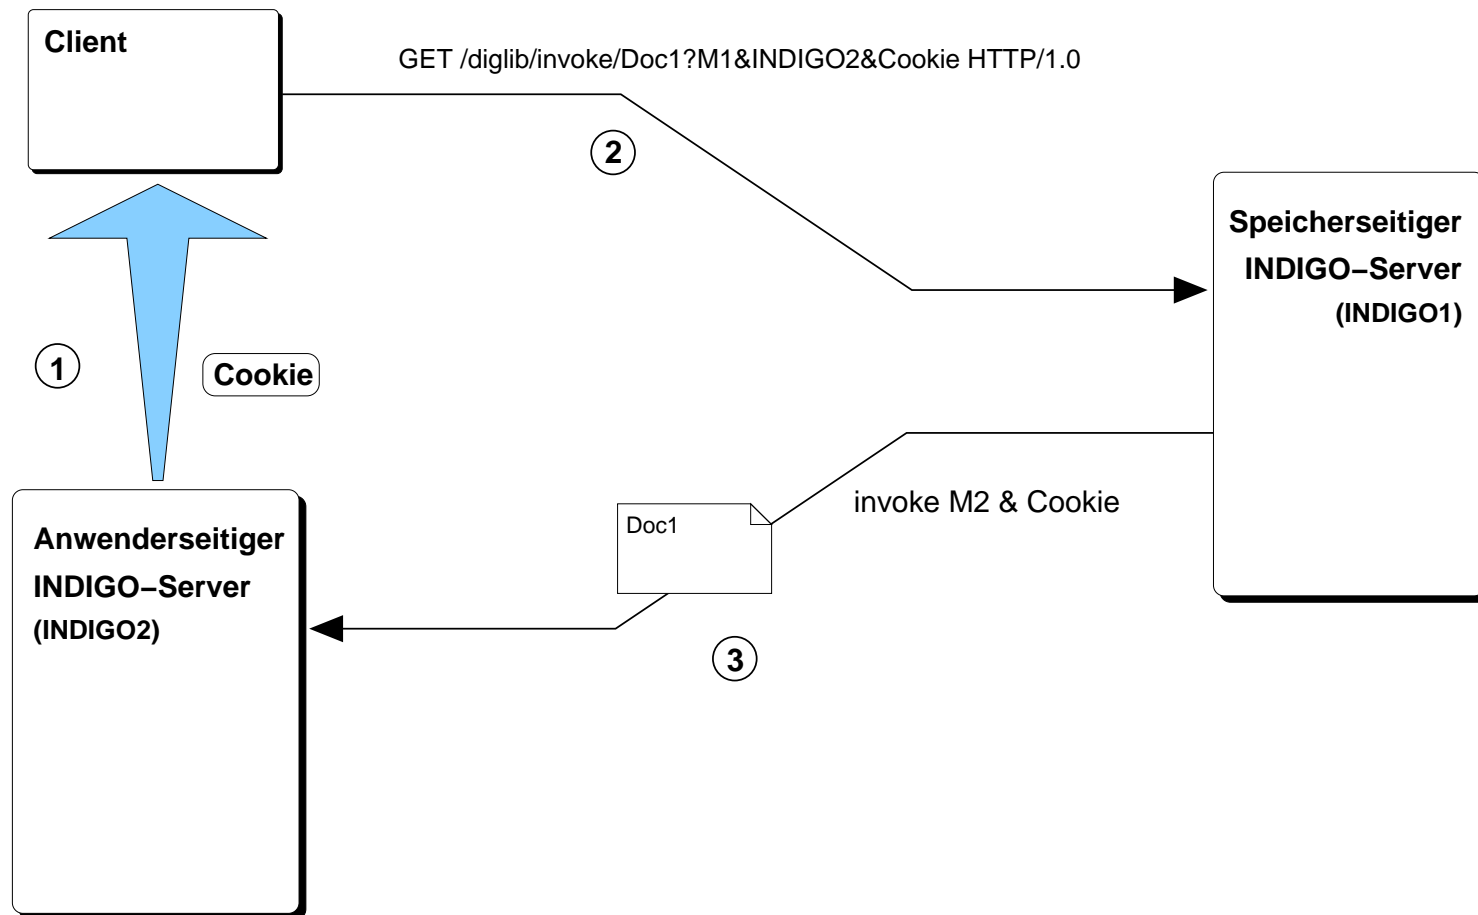 Client
GET /diglib/invoke/Doc1?M1&INDIGO2&Cookie HTTP/1.0
2
Speicherseitiger
INDIGO−Server
(INDIGO1)
1
Cookie
invoke M2 & Cookie
Doc1
Anwenderseitiger
INDIGO−Server
(INDIGO2)
3